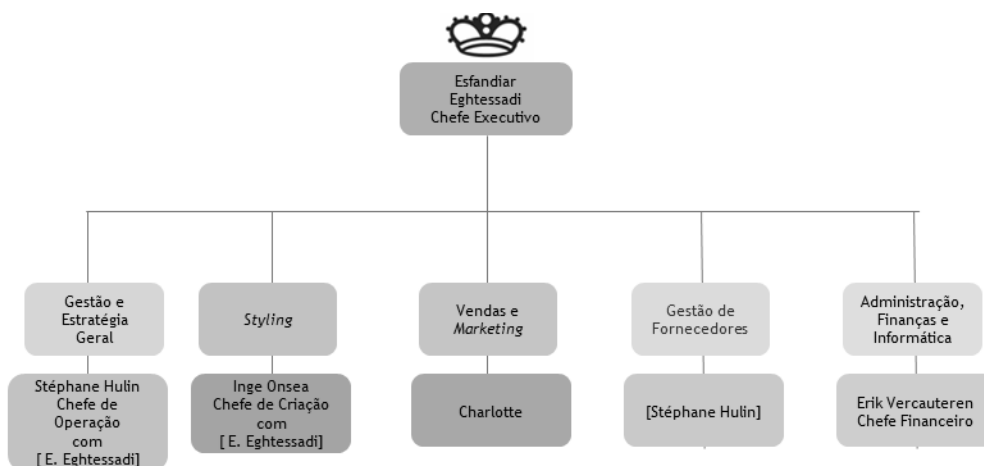 Esfandiar
Eghtessadi
Chefe Executivo
Gestão e
Estratégia
Geral
Styling
Vendas e
Marketing
Gestão de
Fornecedores
Administração,
Finanças e
Informática
Stéphane Hulin
Chefe de
Operação
com
[ E. Eghtessadi]
Inge Onsea
Chefe de Criação
com
[ E. Eghtessadi]
Charlotte
[Stéphane Hulin]
Erik Vercauteren
Chefe Financeiro